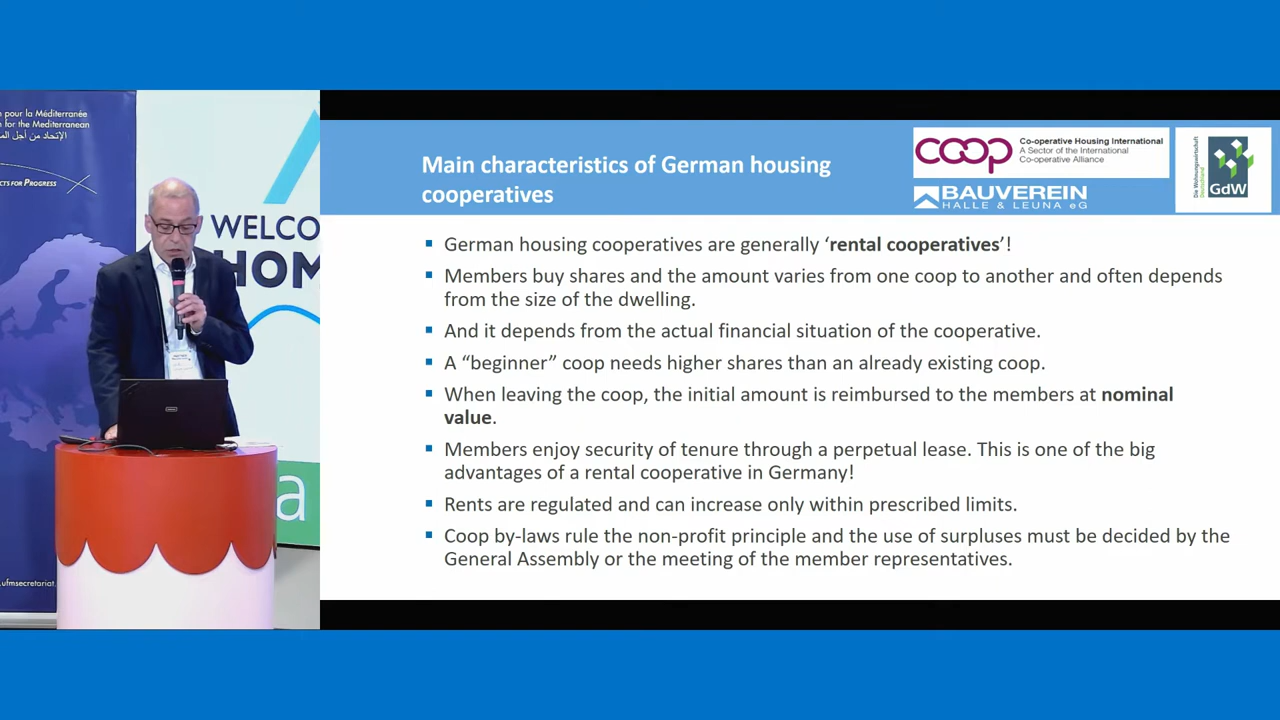 pour la Méditerranée
for the Mediterranean
الإتحاد من أجل
CTS FOR PROGRESS
WELCO
HOM
a
.ufmsecretariat.
Main characteristics of German housing
cooperatives
coop
Co-operative Housing International
A Sector of the International
Co-operative Alliance
BAUVEREIN
HALLE & LEUNA eG
Die Wohnungswirtschaft
Deutschland
GdW
▪ German housing cooperatives are generally ‘rental cooperatives’!
▪ Members buy shares and the amount varies from one coop to another and often depends
from the size of the dwelling.
▪ And it depends from the actual financial situation of the cooperative.
▪ A “beginner” coop needs higher shares than an already existing coop.
▪ When leaving the coop, the initial amount is reimbursed to the members at nominal
value.
▪ Members enjoy security of tenure through a perpetual lease. This is one of the big
advantages of a rental cooperative in Germany!
▪ Rents are regulated and can increase only within prescribed limits.
▪ Coop by-laws rule the non-profit principle and the use of surpluses must be decided by the
General Assembly or the meeting of the member representatives.